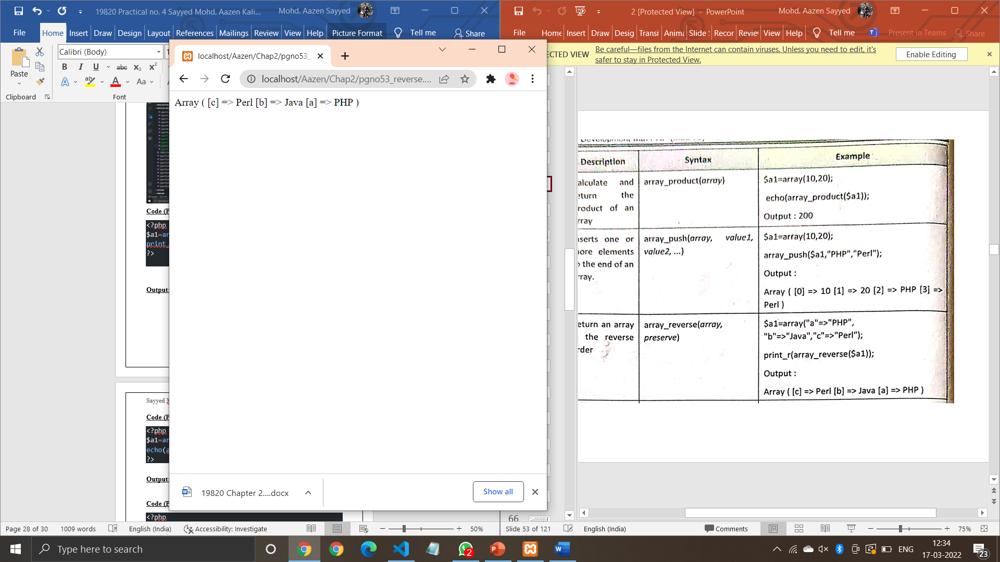 19820 Practical no. 4 Sayyed Mohd. Aazen Kali...
Mohd. Aazen Sayyed
File Home Insert Draw Design Layout References Mailings Review View Help Picture Format Tell me Share
Calibri (Body)
Paste
B I U abc x₂ x²
A A Aa
Clipboard Font
Code (P
<?php
$a1=ar
print_
?>
Output:
Sayyed M
Code (P
<?php
$a1=ar
echo(a
?>
Output:
Code (P
<?php
Page 28 of 30 1009 words English (India) Accessibility: Investigate 50%
localhost/Aazen/Chap2/pgno53_
localhost/Aazen/Chap2/pgno53_reverse....
Array ( [c] => Perl [b] => Java [a] => PHP )
19820 Chapter 2....docx
Show all
2 [Protected View] - PowerPoint
Mohd. Aazen Sayyed
File Home Insert Draw Desig Transi Anima Slide Recor Revie View Help Tell me Present in Teams Share
ECTED VIEW Be careful—files from the Internet can contain viruses. Unless you need to edit, it's
safer to stay in Protected View.
Enable Editing
Description Syntax Example
alculate and
eturn the
roduct of an
rray
array_product(array)
$a1=array(10,20);
echo(array_product($a1));
Output : 200
serts one or
ore elements
the end of an
rray.
array_push(array, value1,
value2, ...)
$a1=array(10,20);
array_push($a1,"PHP","Perl");
Output :
Array ( [0] => 10 [1] => 20 [2] => PHP [3] =>
Perl )
eturn an array
the reverse
rder
array_reverse(array,
preserve)
$a1=array("a"=>"PHP",
"b"=>"Java","c"=>"Perl");
print_r(array_reverse($a1));
Output :
Array ( [c] => Perl [b] => Java [a] => PHP )
66
Slide 53 of 121 English (India) Comments 75%
Type here to search
2
ENG
12:34
17-03-2022
23